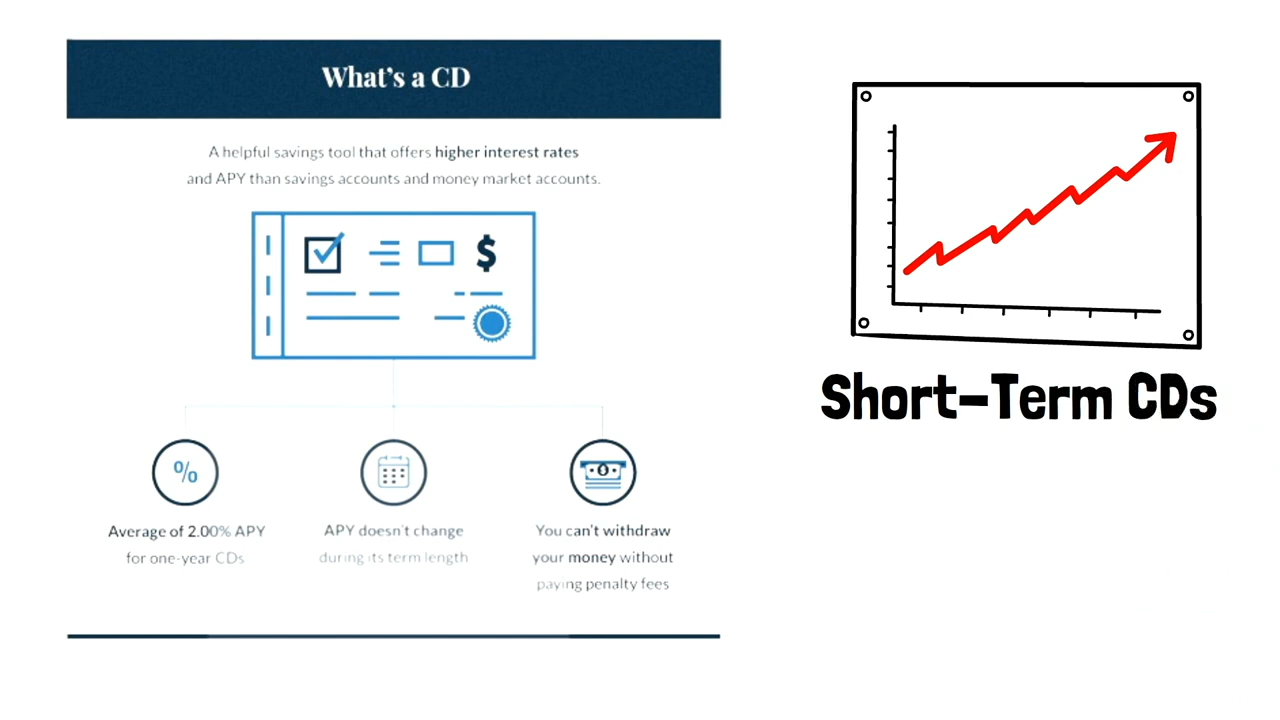 What's a CD
A helpful savings tool that offers higher interest rates
and APY than savings accounts and money market accounts.
$
%
Average of 2.00% APY
for one-year CDs
APY doesn't change
during its term length
You can't withdraw
your money without
paying penalty fees
Short-Term CDs